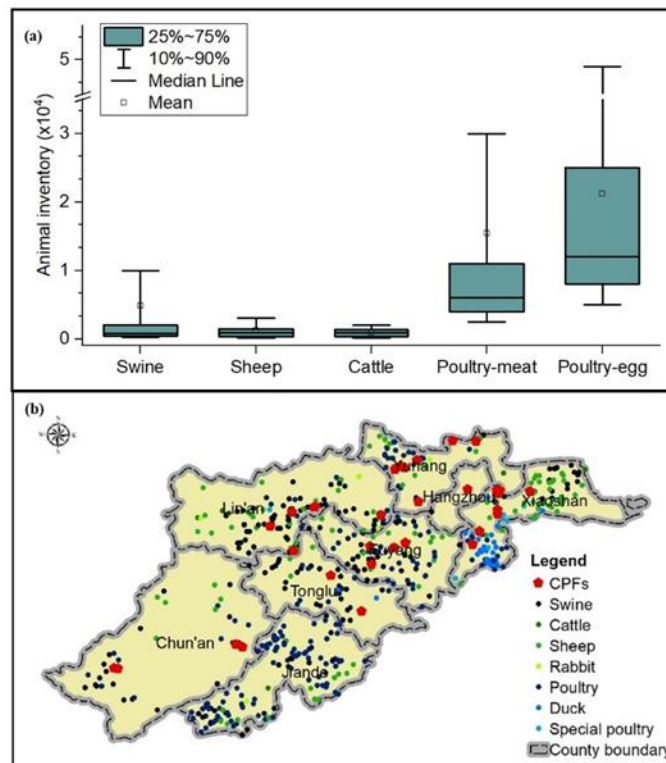 (a)
25%~75%
10%~90%
Median Line
Mean
Animal inventory (x10⁴)
5
3
2
1
0
Swine
Sheep
Cattle
Poultry-meat
Poultry-egg
(b)
N
Yuhang
Hangzhou
Xiaoshan
Lin'an
Fuyang
Tonglu
Chun'an
Jiande
Legend
CPFs
Swine
Cattle
Sheep
Rabbit
Poultry
Duck
Special poultry
County boundary